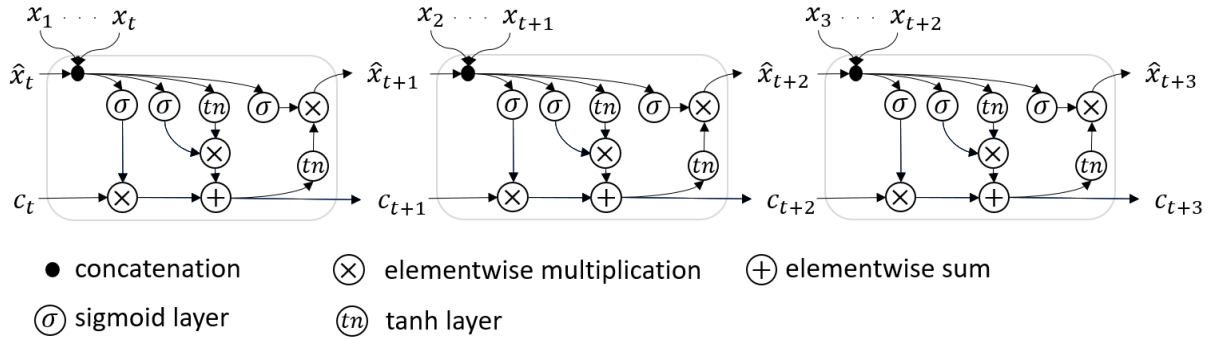 x₁ · · · xₜ x₂ · · · xₜ₊₁ x₃ · · · xₜ₊₂
x̂ₜ x̂ₜ₊₁ x̂ₜ₊₂ x̂ₜ₊₃
σ σ tn σ × σ σ tn σ × σ σ tn σ ×
× tn × tn × tn
cₜ × + cₜ₊₁ × + cₜ₊₂ × + cₜ₊₃
concatenation × elementwise multiplication + elementwise sum
σ sigmoid layer tn tanh layer